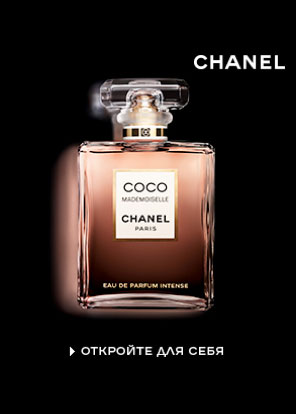 CHANEL
COCO
MADEMOISELLE
CHANEL
PARIS
EAU DE PARFUM INTENSE
ОТКРОЙТЕ ДЛЯ СЕБЯ